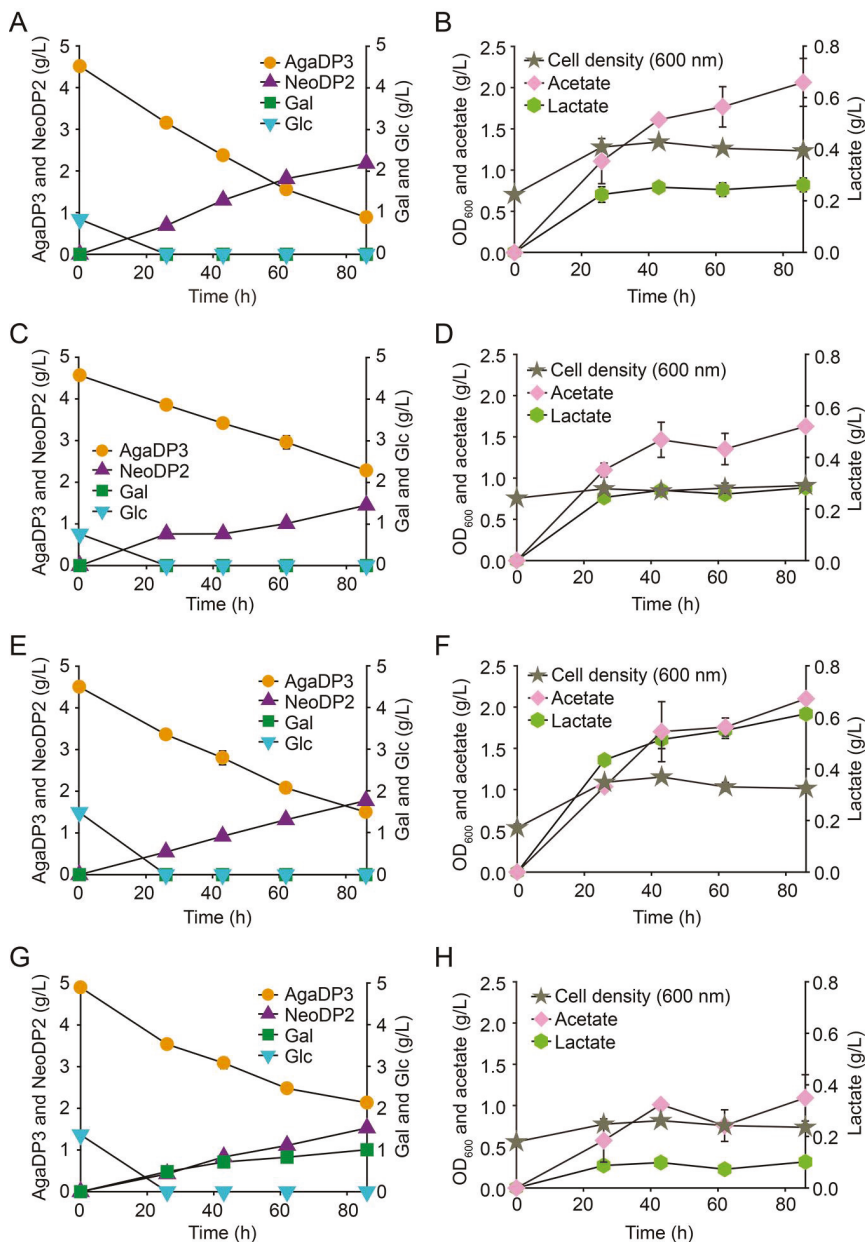 A
AgaDP3 and NeoDP2 (g/L)
5
4
3
2
1
0
AgaDP3
NeoDP2
Gal
Glc
5
4
3
2
1
0
Gal and Glc (g/L)
0 20 40 60 80
Time (h)
B
OD600 and acetate (g/L)
2.5
2.0
1.5
1.0
0.5
0.0
Cell density (600 nm)
Acetate
Lactate
0.8
0.6
0.4
0.2
0.0
Lactate (g/L)
0 20 40 60 80
Time (h)
C
AgaDP3 and NeoDP2 (g/L)
5
4
3
2
1
0
AgaDP3
NeoDP2
Gal
Glc
5
4
3
2
1
0
Gal and Glc (g/L)
0 20 40 60 80
Time (h)
D
OD600 and acetate (g/L)
2.5
2.0
1.5
1.0
0.5
0.0
Cell density (600 nm)
Acetate
Lactate
0.8
0.6
0.4
0.2
0.0
Lactate (g/L)
0 20 40 60 80
Time (h)
E
AgaDP3 and NeoDP2 (g/L)
5
4
3
2
1
0
AgaDP3
NeoDP2
Gal
Glc
5
4
3
2
1
0
Gal and Glc (g/L)
0 20 40 60 80
Time (h)
F
OD600 and acetate (g/L)
2.5
2.0
1.5
1.0
0.5
0.0
Cell density (600 nm)
Acetate
Lactate
0.8
0.6
0.4
0.2
0.0
Lactate (g/L)
0 20 40 60 80
Time (h)
G
AgaDP3 and NeoDP2 (g/L)
5
4
3
2
1
0
AgaDP3
NeoDP2
Gal
Glc
5
4
3
2
1
0
Gal and Glc (g/L)
0 20 40 60 80
Time (h)
H
OD600 and acetate (g/L)
2.5
2.0
1.5
1.0
0.5
0.0
Cell density (600 nm)
Acetate
Lactate
0.8
0.6
0.4
0.2
0.0
Lactate (g/L)
0 20 40 60 80
Time (h)